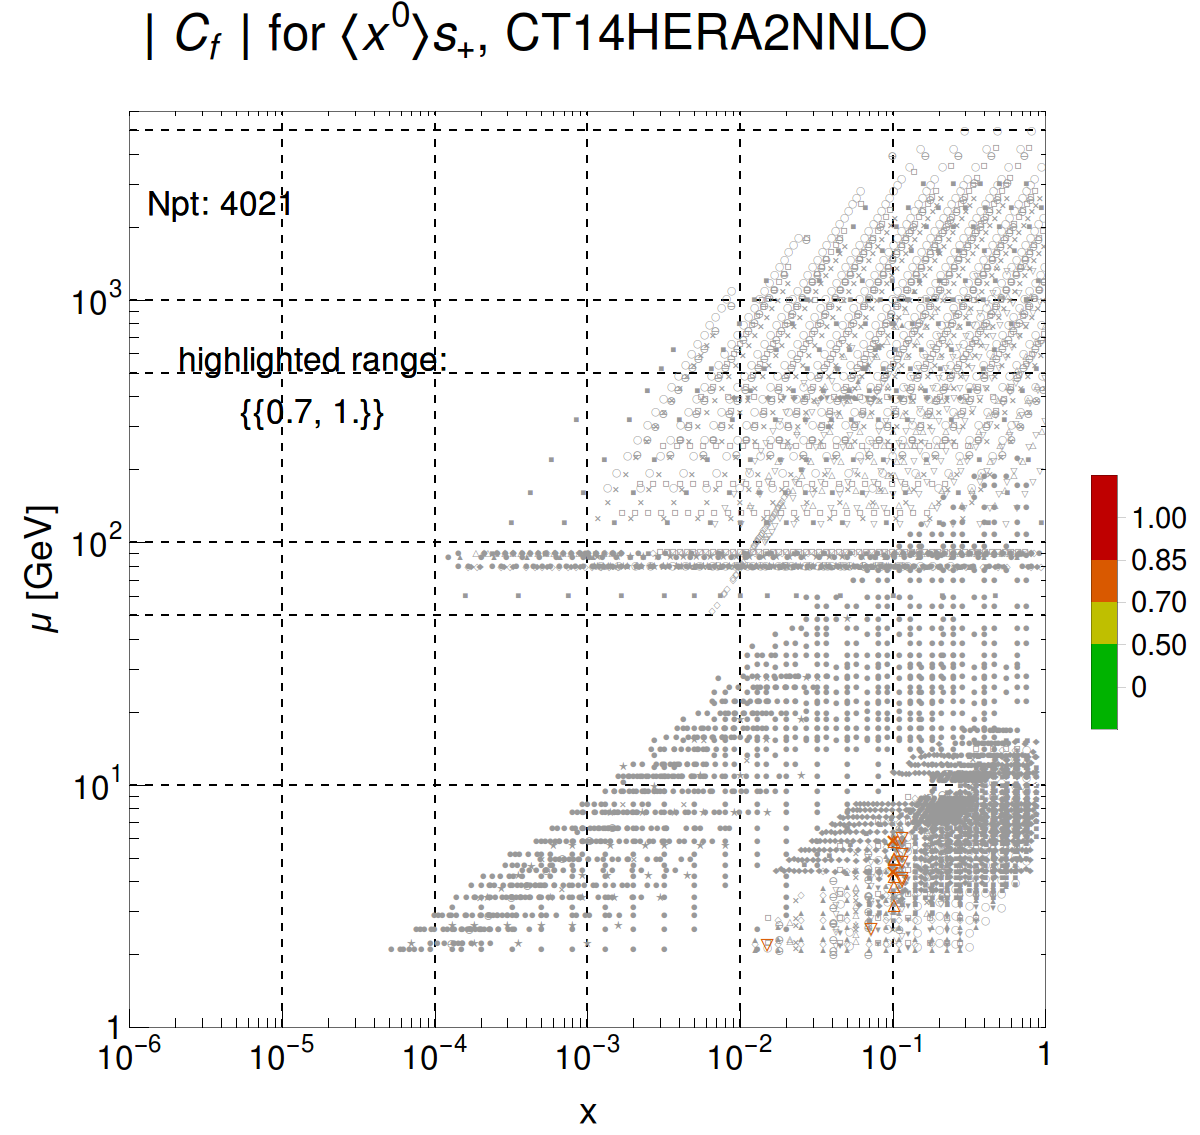 | C_f | for ⟨x^0⟩s_+, CT14HERA2NNLO
Npt: 4021
highlighted range:
{{0.7, 1.}}
10^3
10^2
10^1
1
μ [GeV]
10^-6 10^-5 10^-4 10^-3 10^-2 10^-1 1
x
1.00
0.85
0.70
0.50
0